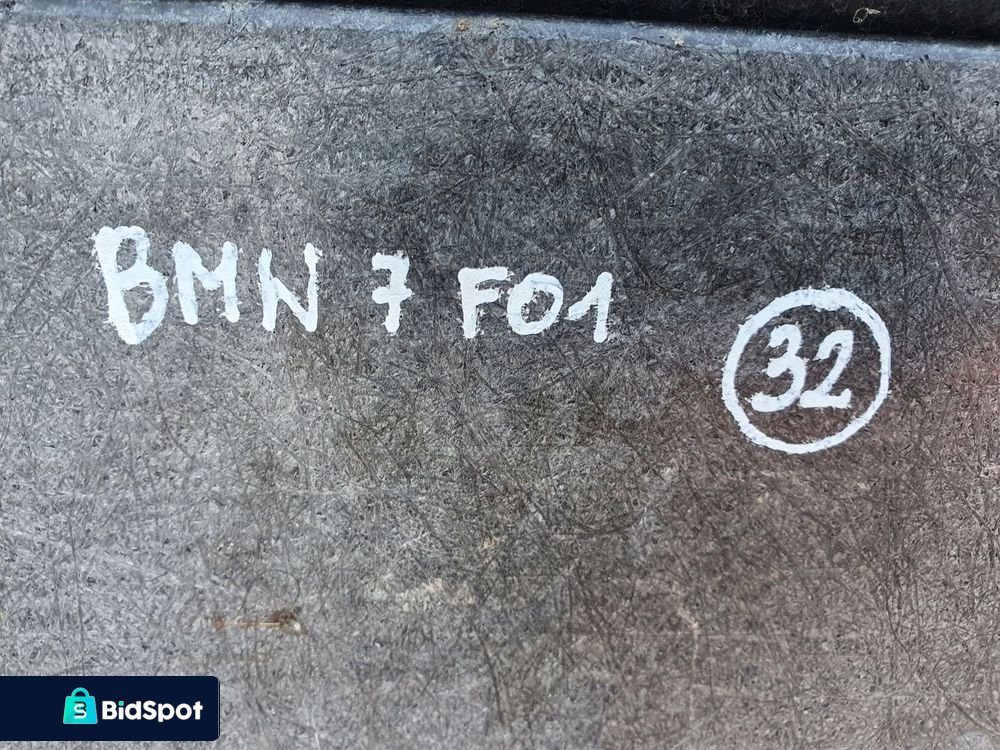 BMN 7 F01
32
BidSpot